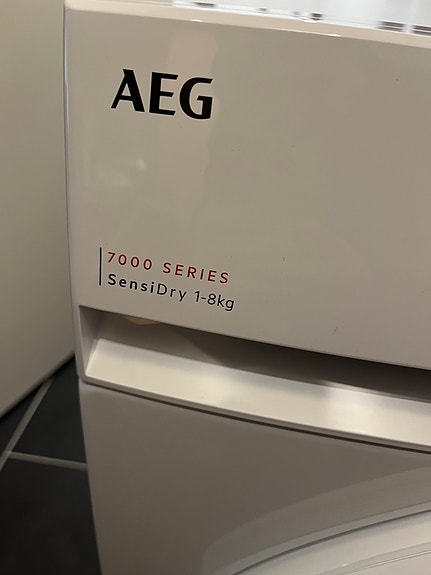 AEG
7000 SERIES
SensiDry 1-8kg